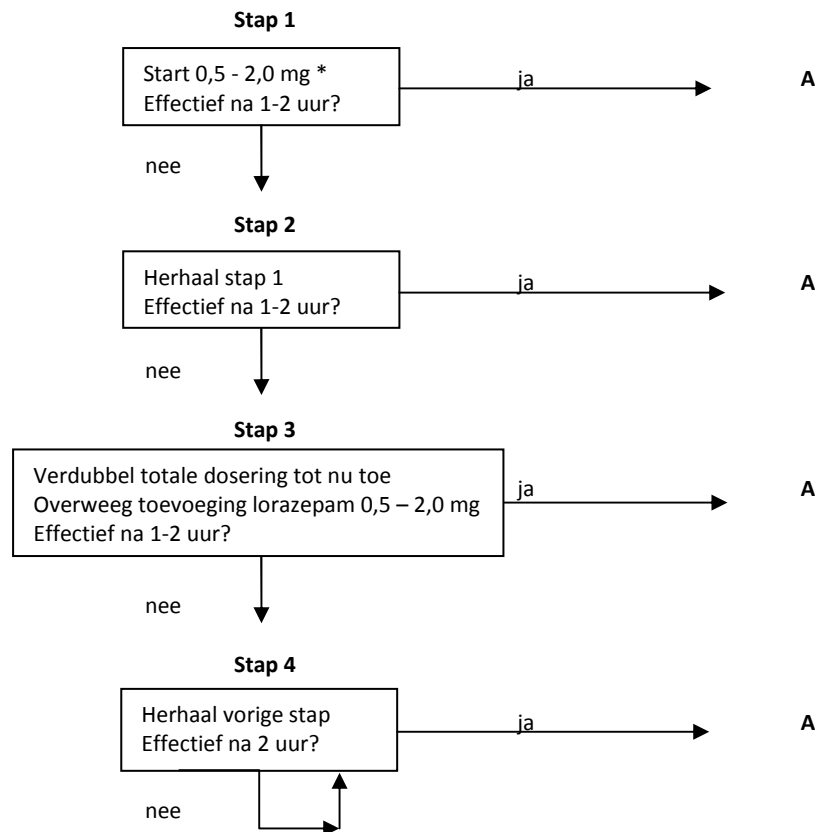 Stap 1
Start 0,5 - 2,0 mg *
Effectief na 1-2 uur?
ja
A
nee
Stap 2
Herhaal stap 1
Effectief na 1-2 uur?
ja
A
nee
Stap 3
Verdubbel totale dosering tot nu toe
Overweeg toevoeging lorazepam 0,5 – 2,0 mg
Effectief na 1-2 uur?
ja
A
nee
Stap 4
Herhaal vorige stap
Effectief na 2 uur?
ja
A
nee